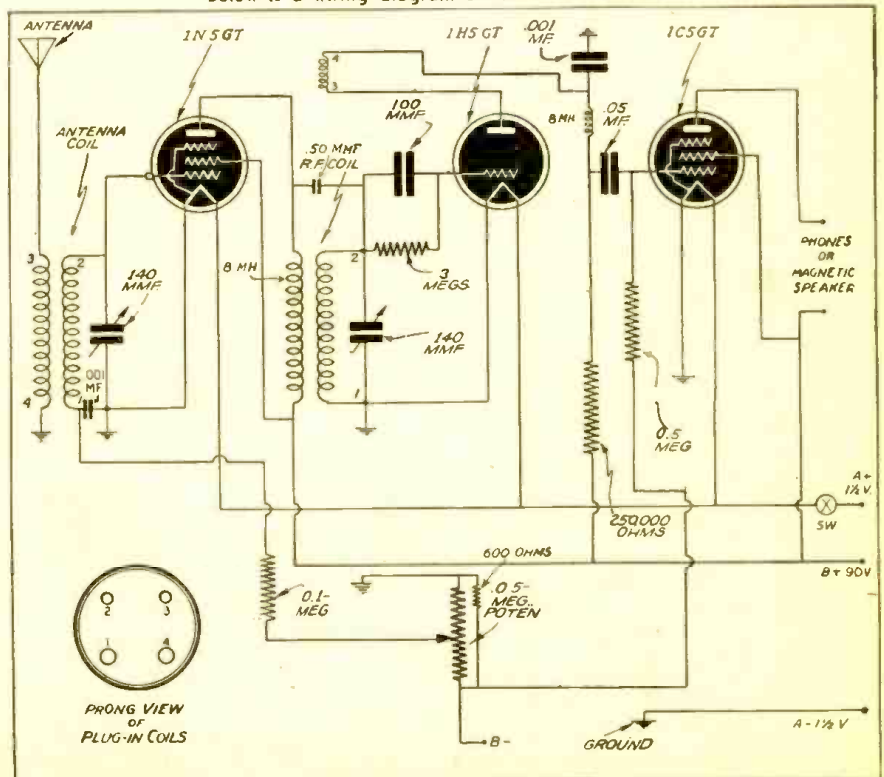 ANTENNA
1N5GT
1H5GT
.001
MF.
1C5GT
4
3
100
MMF
8 MH
.05
MF.
ANTENNA
COIL
.50 MMF
R.F. COIL
3
2
140
MMF
8 MH
2
3
MEGS
PHONES
OR
MAGNETIC
SPEAKER
140
MMF
4
1
.001
MF
1
0.5
MEG
250,000
OHMS
A+
1½ V.
SW
600 OHMS
B+ 90V.
0.1-
MEG
.05-
MEG.
POTEN
2
3
1
4
PRONG VIEW
OF
PLUG-IN COILS
B-
GROUND
A-1½ V